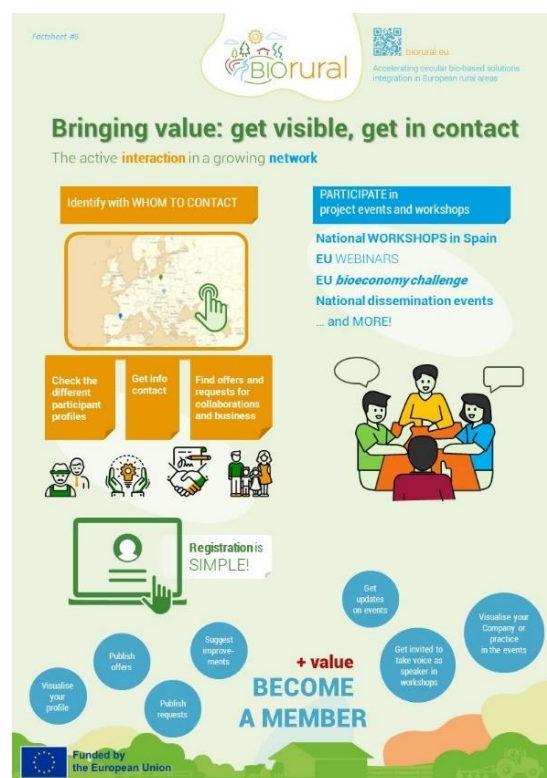 Factsheet #6
BIOrural
biorural.eu
Accelerating circular bio-based solutions
integration in European rural areas
Bringing value: get visible, get in contact
The active interaction in a growing network
Identify with WHOM TO CONTACT
Check the
different
participant
profiles
Get info
contact
Find offers and
requests for
collaborations
and business
PARTICIPATE in
project events and workshops
National WORKSHOPS in Spain
EU WEBINARS
EU bioeconomy challenge
National dissemination events
... and MORE!
Registration is
SIMPLE!
Visualise
your
profile
Publish
offers
Publish
requests
Suggest
improve-
ments
+ value
BECOME
A MEMBER
Get
updates
on events
Get invited to
take voice as
speaker in
workshops
Visualise your
Company or
practice
in the events
Funded by
the European Union